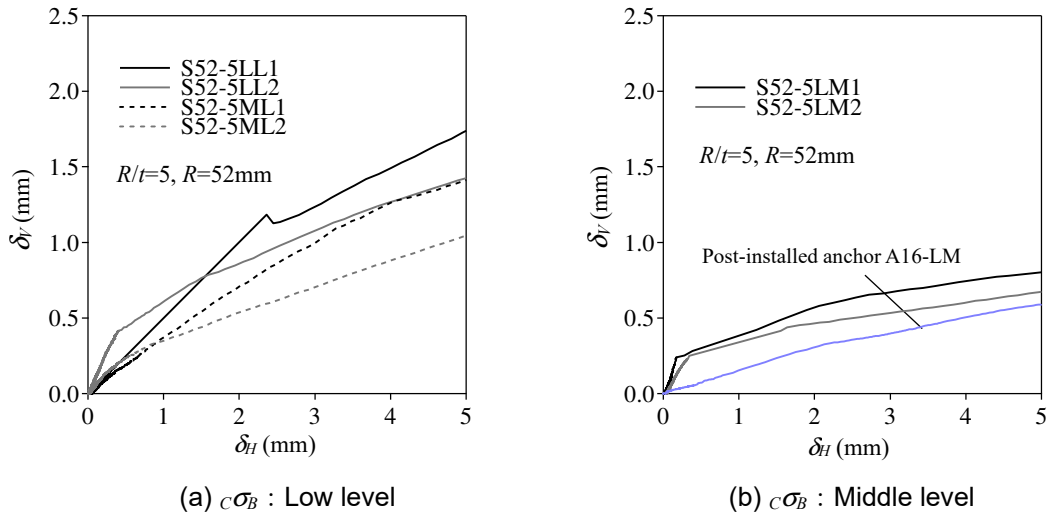 2.5
2.0
1.5
1.0
0.5
0.0
δV (mm)
S52-5LL1
S52-5LL2
S52-5ML1
S52-5ML2
R/t=5, R=52mm
0 1 2 3 4 5
δH (mm)
(a) CσB : Low level
2.5
2.0
1.5
1.0
0.5
0.0
δV (mm)
S52-5LM1
S52-5LM2
R/t=5, R=52mm
Post-installed anchor A16-LM
0 1 2 3 4 5
δH (mm)
(b) CσB : Middle level